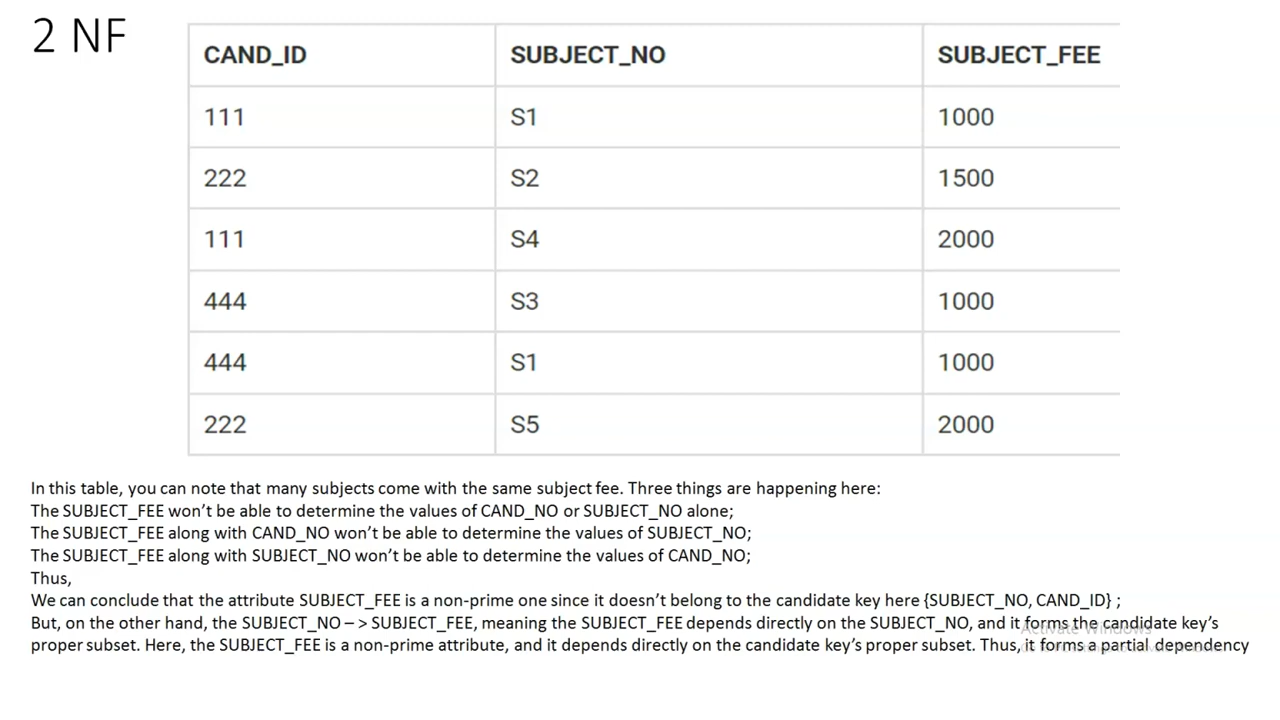 2 NF
CAND_ID SUBJECT_NO SUBJECT_FEE
111 S1 1000
222 S2 1500
111 S4 2000
444 S3 1000
444 S1 1000
222 S5 2000
In this table, you can note that many subjects come with the same subject fee. Three things are happening here:
The SUBJECT_FEE won’t be able to determine the values of CAND_NO or SUBJECT_NO alone;
The SUBJECT_FEE along with CAND_NO won’t be able to determine the values of SUBJECT_NO;
The SUBJECT_FEE along with SUBJECT_NO won’t be able to determine the values of CAND_NO;
Thus,
We can conclude that the attribute SUBJECT_FEE is a non-prime one since it doesn’t belong to the candidate key here {SUBJECT_NO, CAND_ID} ;
But, on the other hand, the SUBJECT_NO – > SUBJECT_FEE, meaning the SUBJECT_FEE depends directly on the SUBJECT_NO, and it forms the candidate key’s
Activate Windows
proper subset. Here, the SUBJECT_FEE is a non-prime attribute, and it depends directly on the candidate key’s proper subset. Thus, it forms a partial dependency